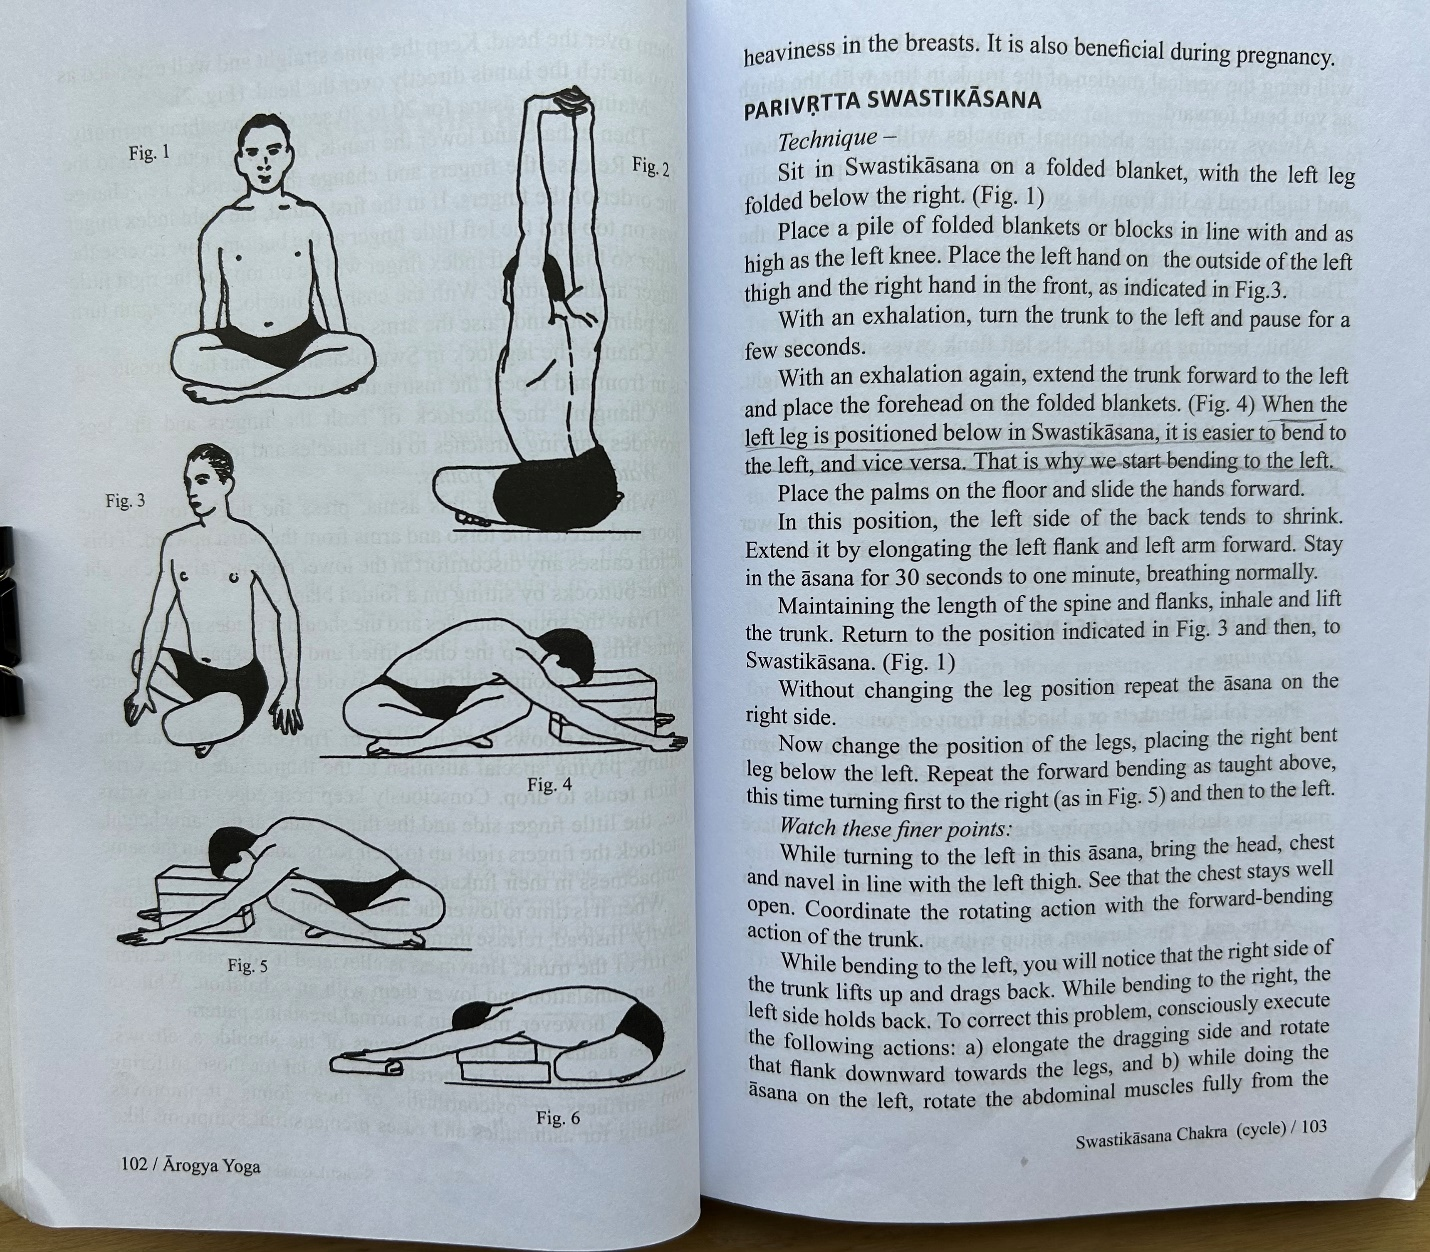 Fig. 1
Fig. 2
Fig. 3
Fig. 4
Fig. 5
Fig. 6
102 / Ārogya Yoga
heaviness in the breasts. It is also beneficial during pregnancy.
PARIVṚTTA SWASTIKĀSANA
Technique –
Sit in Swastikāsana on a folded blanket, with the left leg
folded below the right. (Fig. 1)
Place a pile of folded blankets or blocks in line with and as
high as the left knee. Place the left hand on the outside of the left
thigh and the right hand in the front, as indicated in Fig.3.
With an exhalation, turn the trunk to the left and pause for a
few seconds.
With an exhalation again, extend the trunk forward to the left
and place the forehead on the folded blankets. (Fig. 4) When the
left leg is positioned below in Swastikāsana, it is easier to bend to
the left, and vice versa. That is why we start bending to the left.
Place the palms on the floor and slide the hands forward.
In this position, the left side of the back tends to shrink.
Extend it by elongating the left flank and left arm forward. Stay
in the āsana for 30 seconds to one minute, breathing normally.
Maintaining the length of the spine and flanks, inhale and lift
the trunk. Return to the position indicated in Fig. 3 and then, to
Swastikāsana. (Fig. 1)
Without changing the leg position repeat the āsana on the
right side.
Now change the position of the legs, placing the right bent
leg below the left. Repeat the forward bending as taught above,
this time turning first to the right (as in Fig. 5) and then to the left.
Watch these finer points:
While turning to the left in this āsana, bring the head, chest
and navel in line with the left thigh. See that the chest stays well
open. Coordinate the rotating action with the forward-bending
action of the trunk.
While bending to the left, you will notice that the right side of
the trunk lifts up and drags back. While bending to the right, the
left side holds back. To correct this problem, consciously execute
the following actions: a) elongate the dragging side and rotate
that flank downward towards the legs, and b) while doing the
āsana on the left, rotate the abdominal muscles fully from the
Swastikāsana Chakra (cycle) / 103